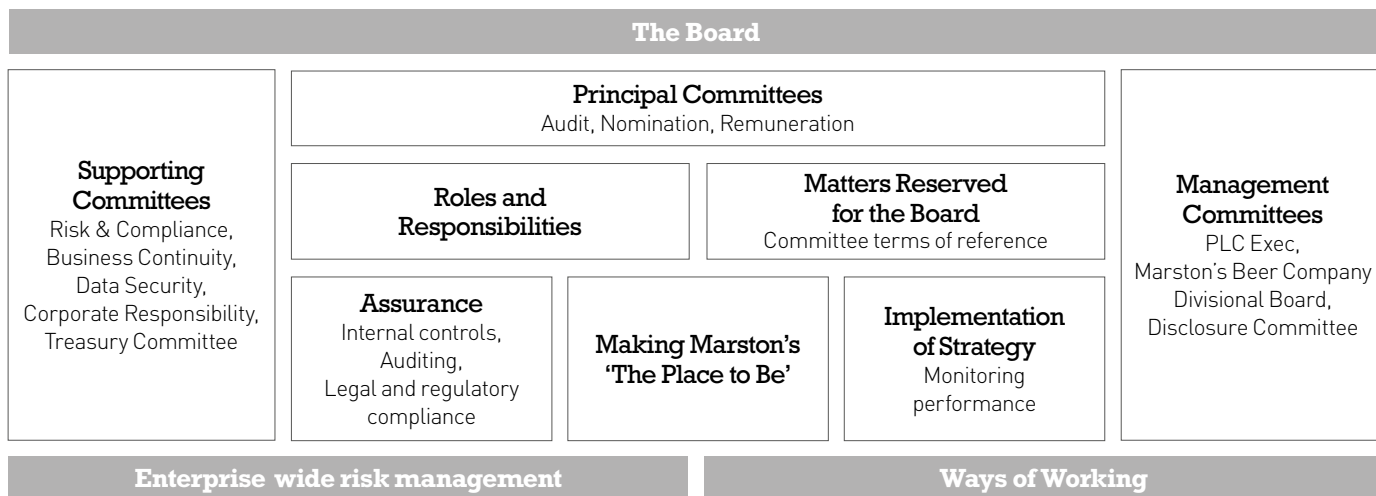 The Board
Supporting
Committees
Risk & Compliance,
Business Continuity,
Data Security,
Corporate Responsibility,
Treasury Committee
Principal Committees
Audit, Nomination, Remuneration
Roles and
Responsibilities
Matters Reserved
for the Board
Committee terms of reference
Assurance
Internal controls,
Auditing,
Legal and regulatory
compliance
Making Marston’s
‘The Place to Be’
Implementation
of Strategy
Monitoring
performance
Management
Committees
PLC Exec,
Marston’s Beer Company
Divisional Board,
Disclosure Committee
Enterprise wide risk management
Ways of Working